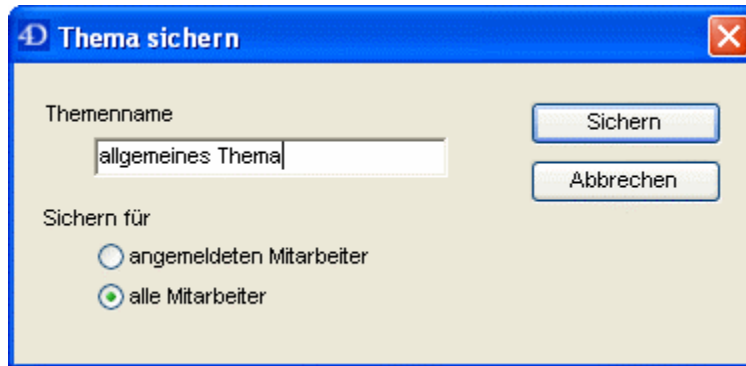 4D Thema sichern
Themenname
allgemeines Thema
Sichern
Abbrechen
Sichern für
angemeldeten Mitarbeiter
alle Mitarbeiter